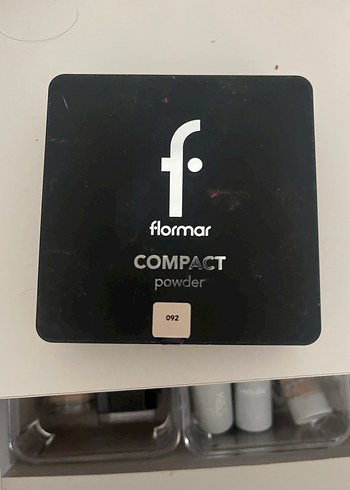 flormar
COMPACT
powder
092